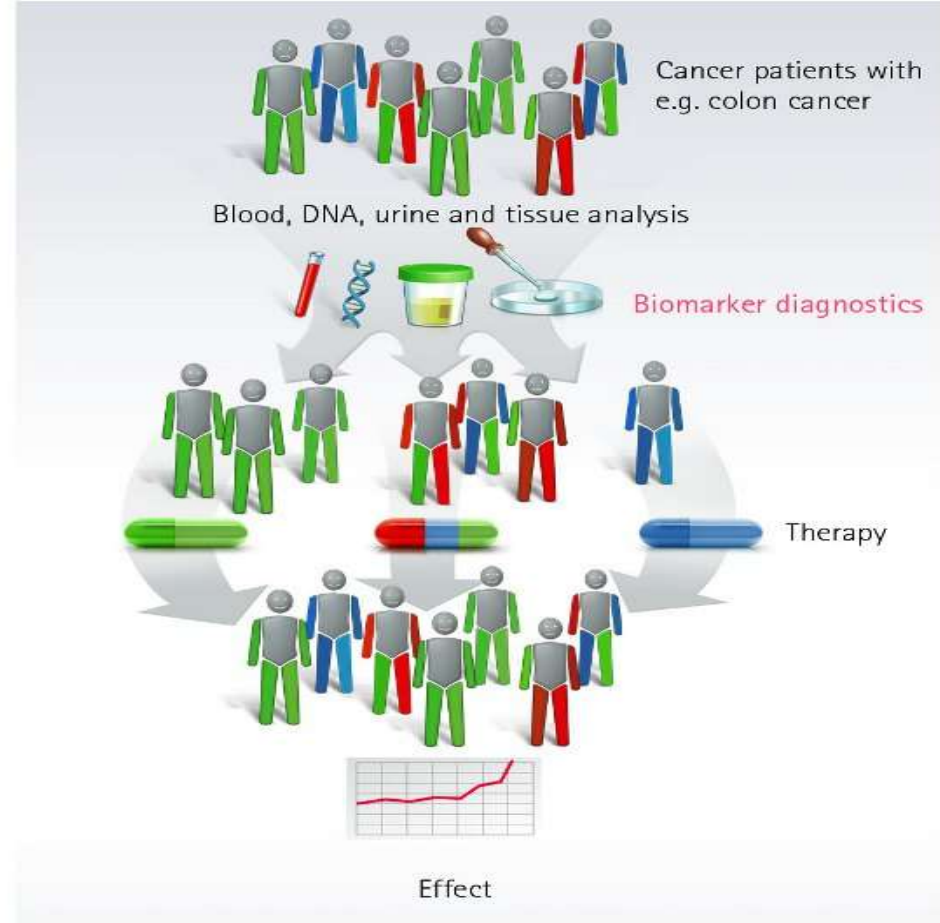 Cancer patients with
e.g. colon cancer
Blood, DNA, urine and tissue analysis
Biomarker diagnostics
Therapy
Effect